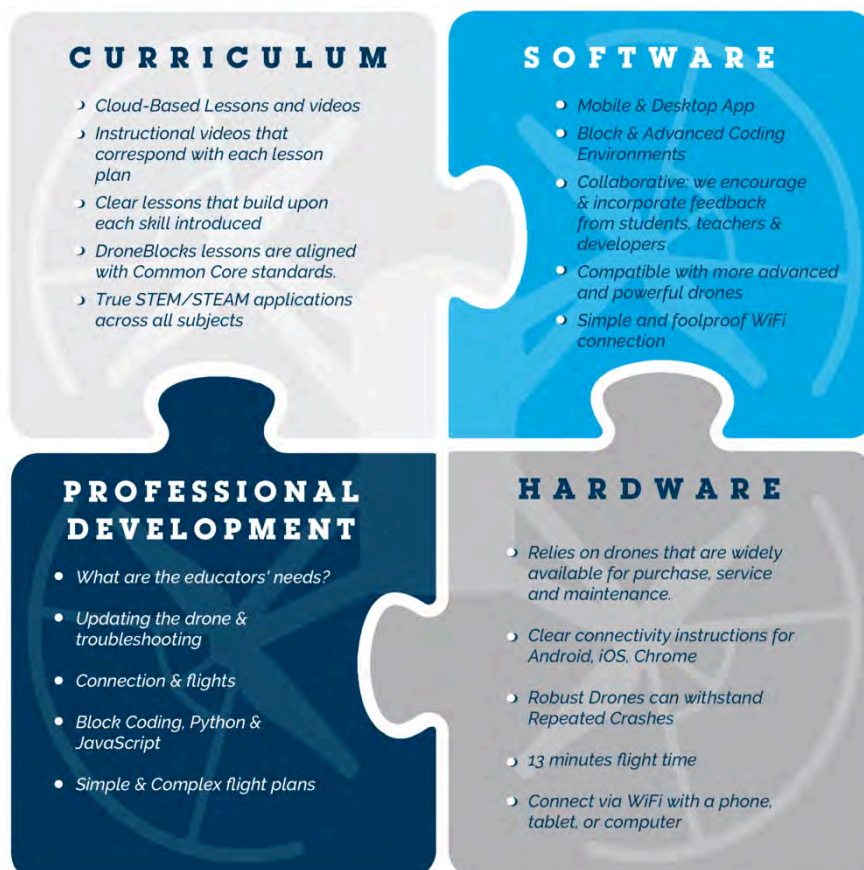 CURRICULUM
Cloud-Based Lessons and videos
Instructional videos that
correspond with each lesson
plan
Clear lessons that build upon
each skill introduced
DroneBlocks lessons are aligned
with Common Core standards.
True STEM/STEAM applications
across all subjects
SOFTWARE
Mobile & Desktop App
Block & Advanced Coding
Environments
Collaborative: we encourage
& incorporate feedback
from students, teachers &
developers
Compatible with more advanced
and powerful drones
Simple and foolproof WiFi
connection
PROFESSIONAL
DEVELOPMENT
What are the educators' needs?
Updating the drone &
troubleshooting
Connection & flights
Block Coding, Python &
JavaScript
Simple & Complex flight plans
HARDWARE
Relies on drones that are widely
available for purchase, service
and maintenance.
Clear connectivity instructions for
Android, iOS, Chrome
Robust Drones can withstand
Repeated Crashes
13 minutes flight time
Connect via WiFi with a phone,
tablet, or computer